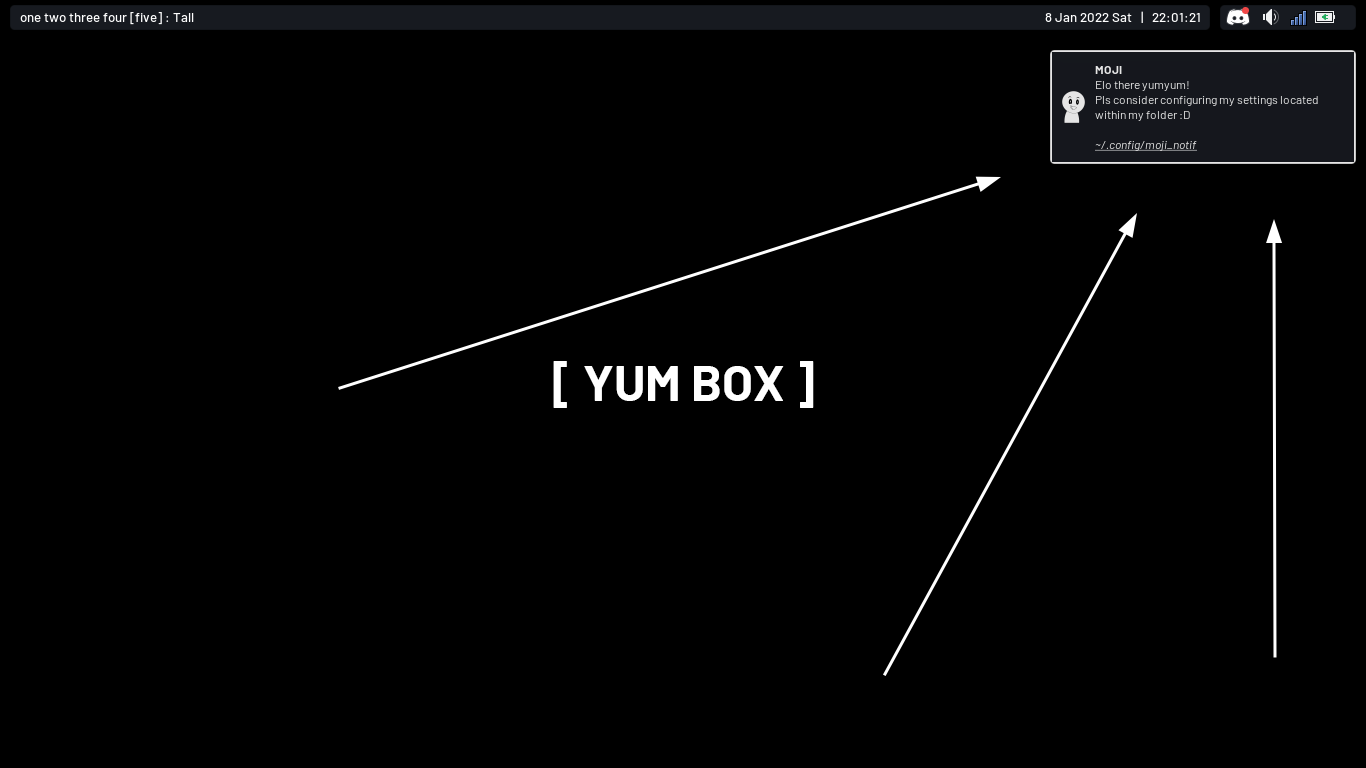 one two three four [five] : Tall
8 Jan 2022 Sat | 22:01:21
MOJI
Elo there yumyum!
Pls consider configuring my settings located
within my folder :D
~/.config/moji_notif
[ YUM BOX ]